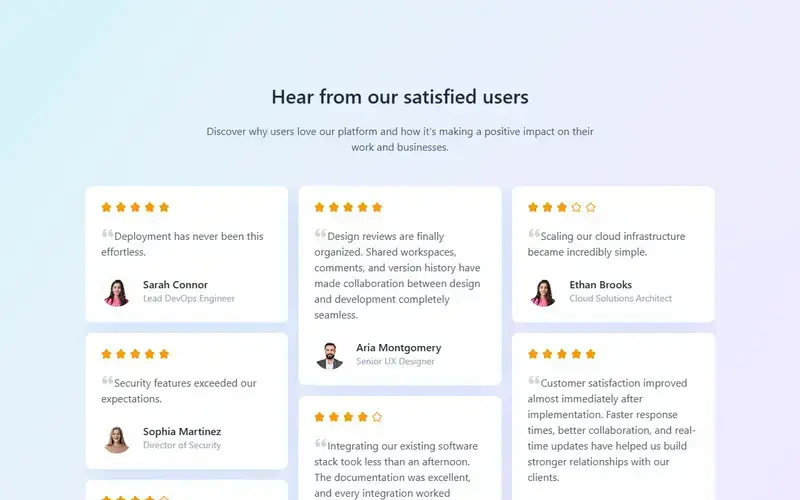 Hear from our satisfied users
Discover why users love our platform and how it's making a positive impact on their
work and businesses.
“Deployment has never been this
effortless.
Sarah Connor
Lead DevOps Engineer
“Security features exceeded our
expectations.
Sophia Martinez
Director of Security
“Design reviews are finally
organized. Shared workspaces,
comments, and version history have
made collaboration between design
and development completely
seamless.
Aria Montgomery
Senior UX Designer
“Integrating our existing software
stack took less than an afternoon.
The documentation was excellent,
and every integration worked
“Scaling our cloud infrastructure
became incredibly simple.
Ethan Brooks
Cloud Solutions Architect
“Customer satisfaction improved
almost immediately after
implementation. Faster response
times, better collaboration, and real-
time updates have helped us build
stronger relationships with our
clients.